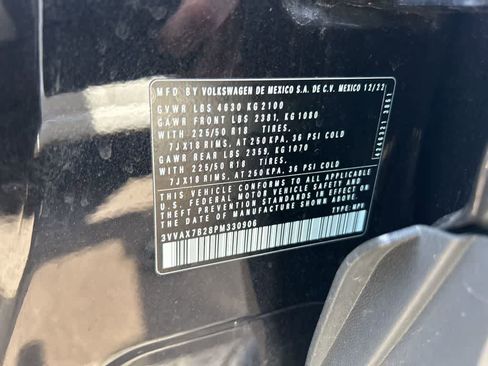 MFD BY VOLKSWAGEN DE MEXICO S.A. DE C.V. MEXICO 12/22
GVWR LBS 4630 KG 2100
GAWR FRONT LBS 2381, KG 1080
WITH 225/50 R18 TIRES,
7JX18 RIMS, AT 250 KPA, 36 PSI COLD
GAWR REAR LBS 2359, KG 1070
WITH 225/50 R18 TIRES,
7JX18 RIMS, AT 250 KPA, 36 PSI COLD
THIS VEHICLE CONFORMS TO ALL APPLICABLE
U.S. FEDERAL MOTOR VEHICLE SAFETY AND
THEFT PREVENTION STANDARDS IN EFFECT ON
THE DATE OF MANUFACTURE SHOWN ABOVE
3VVAX7B28PM330906 TYPE: MPV